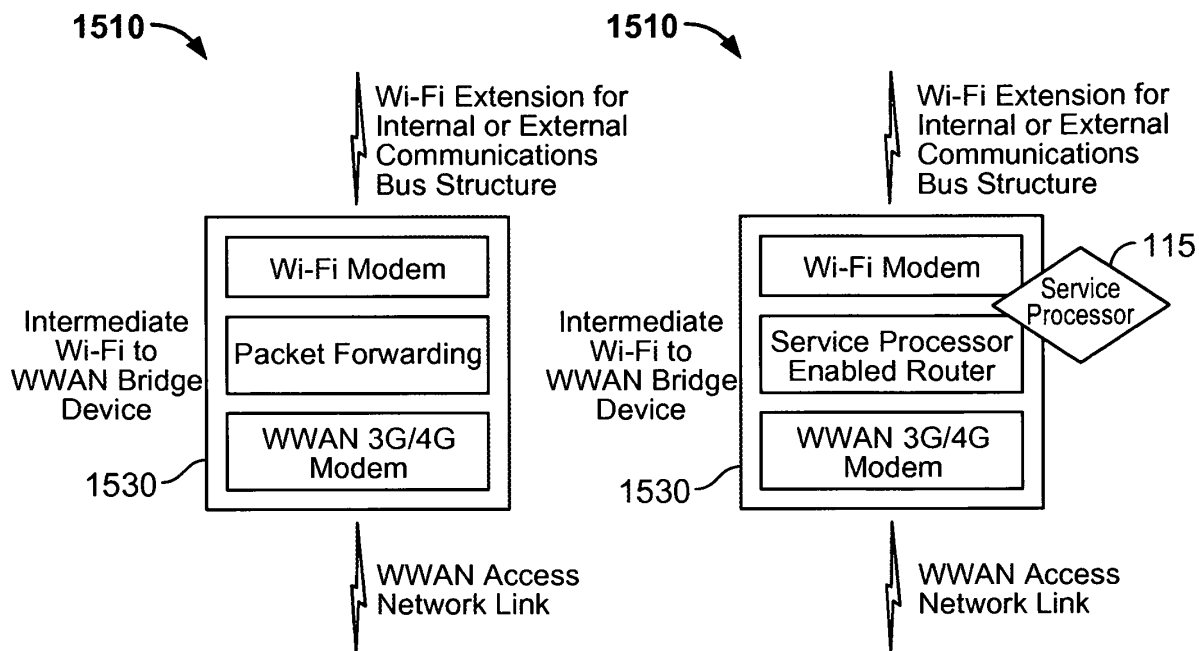 1510
Wi-Fi Extension for
Internal or External
Communications
Bus Structure
Wi-Fi Modem
Packet Forwarding
WWAN 3G/4G
Modem
Intermediate
Wi-Fi to
WWAN Bridge
Device
1530
WWAN Access
Network Link
1510
Wi-Fi Extension for
Internal or External
Communications
Bus Structure
115
Wi-Fi Modem
Service
Processor
Service Processor
Enabled Router
WWAN 3G/4G
Modem
Intermediate
Wi-Fi to
WWAN Bridge
Device
1530
WWAN Access
Network Link